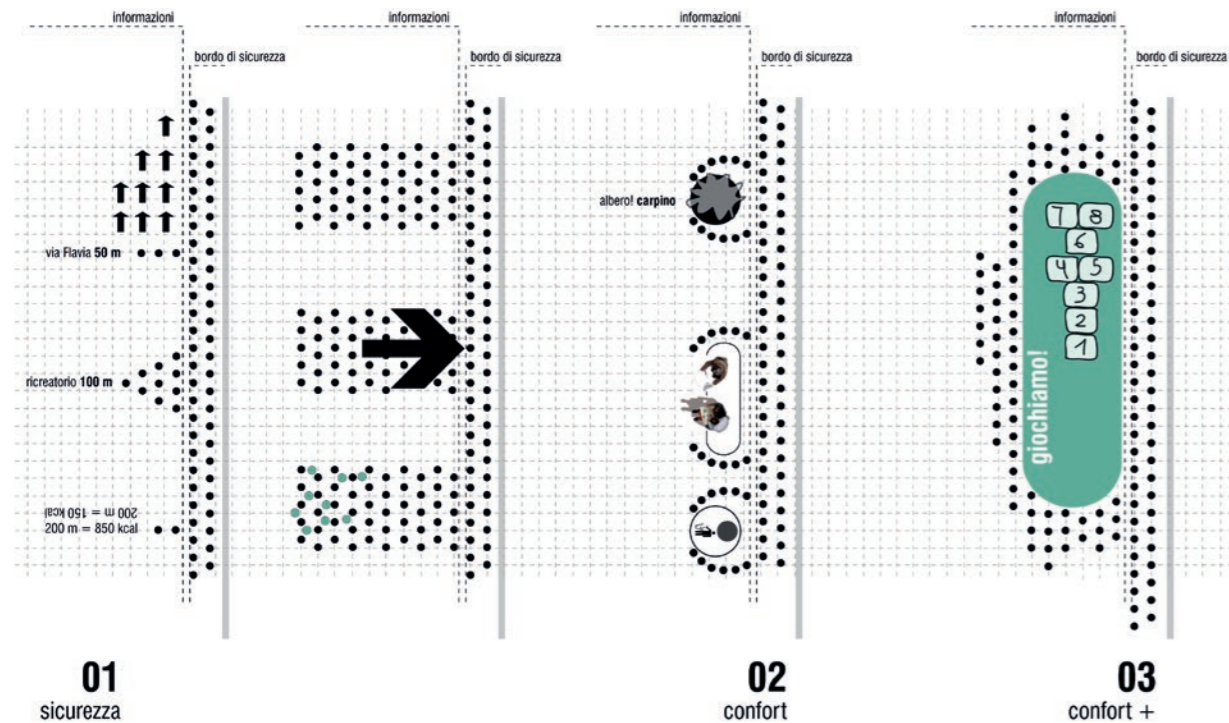 informazioni
bordo di sicurezza
informazioni
bordo di sicurezza
informazioni
bordo di sicurezza
informazioni
bordo di sicurezza
via Flavia 50 m
ricreatorio 100 m
200 m = 150 kcal
200 m = 850 kcal
albero! carpino
7 8
6
4 5
3
2
1
giochiamo!
01
sicurezza
02
confort
03
confort +